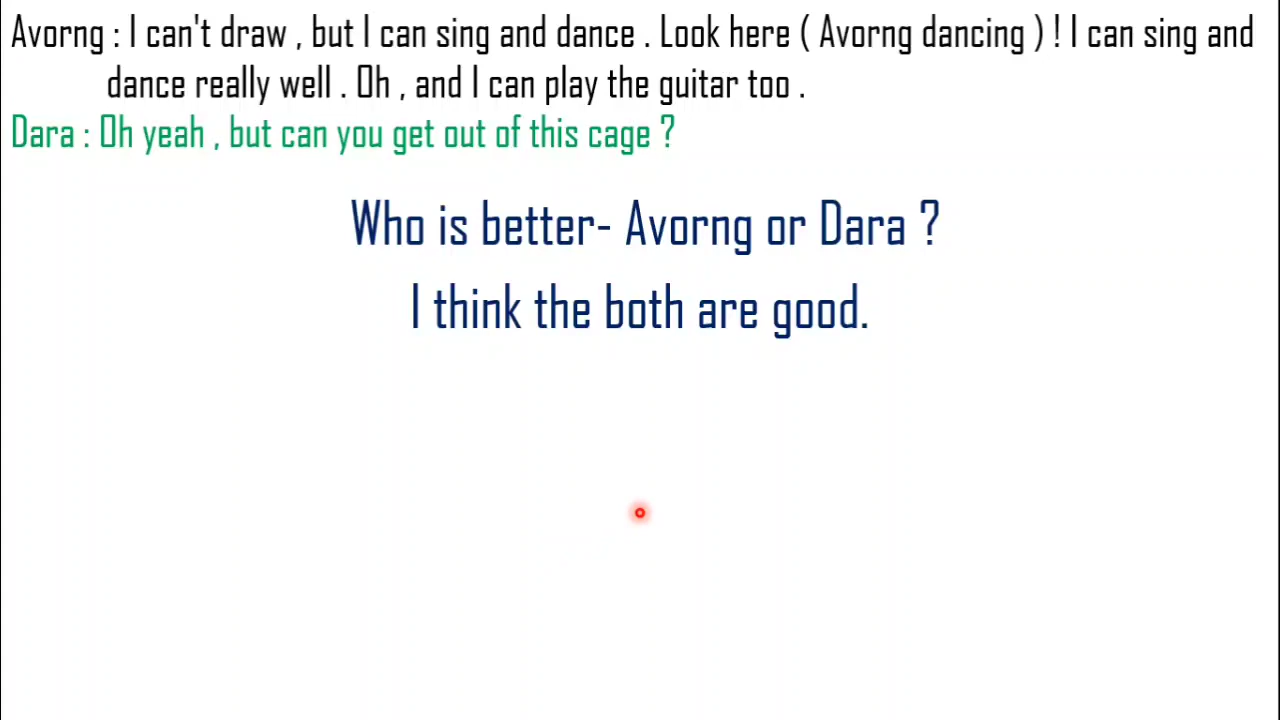 Avorng : I can't draw , but I can sing and dance . Look here ( Avorng dancing ) ! I can sing and
dance really well . Oh , and I can play the guitar too .
Dara : Oh yeah , but can you get out of this cage ?
Who is better- Avorng or Dara ?
I think the both are good.